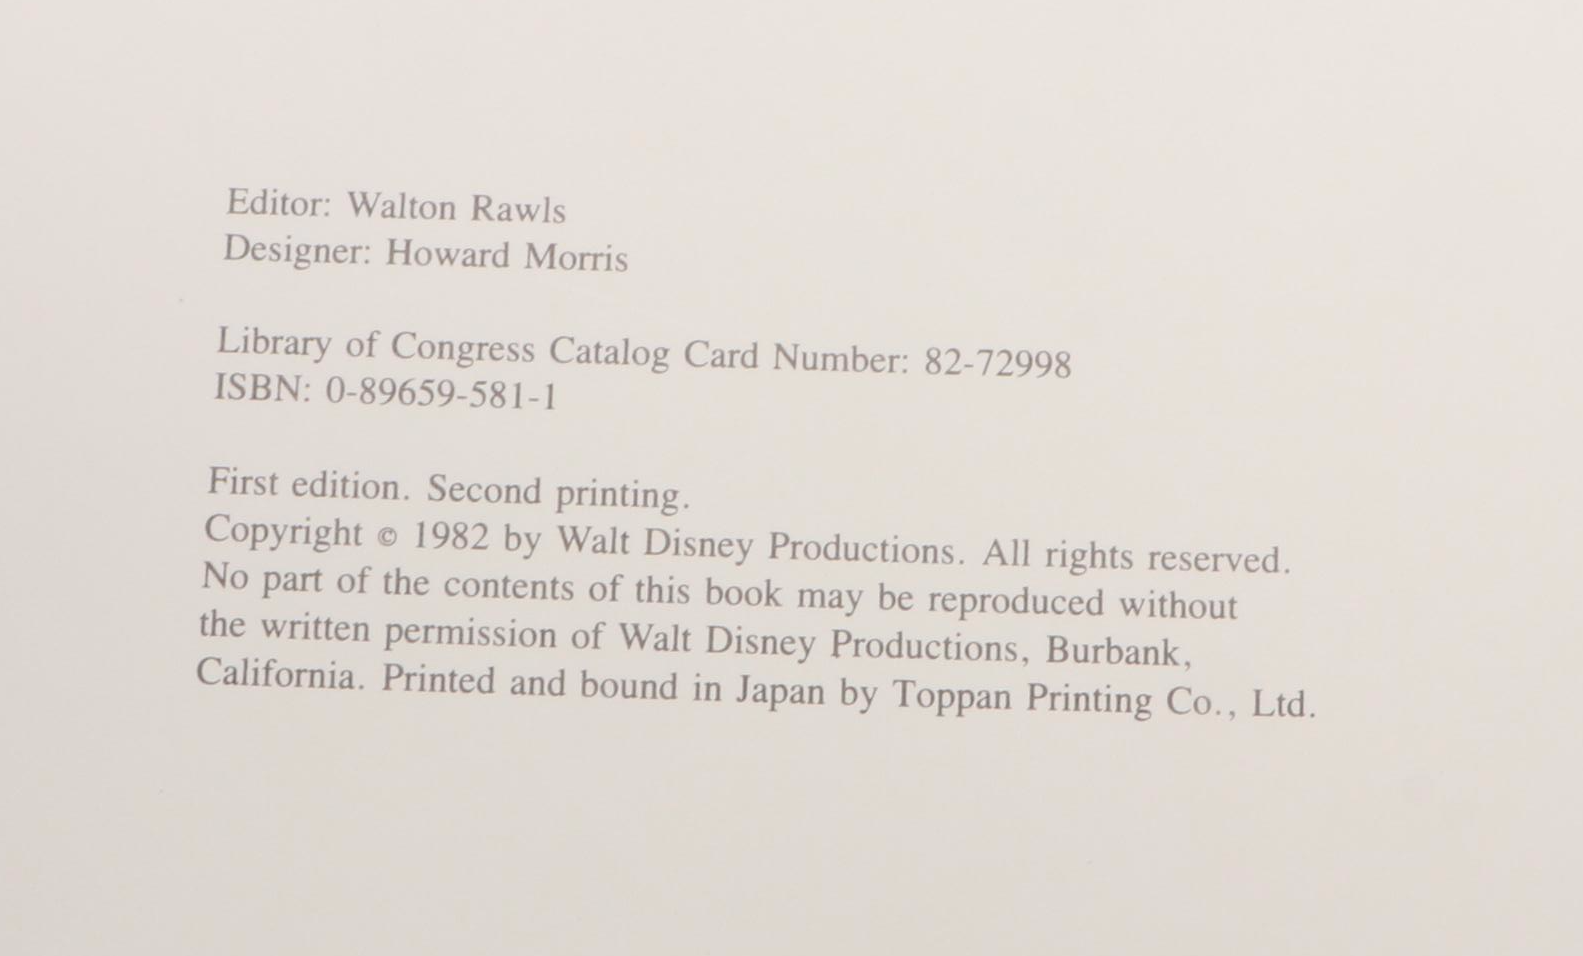 Editor: Walton Rawls
Designer: Howard Morris
Library of Congress Catalog Card Number: 82-72998
ISBN: 0-89659-581-1
First edition. Second printing.
Copyright © 1982 by Walt Disney Productions. All rights reserved.
No part of the contents of this book may be reproduced without
the written permission of Walt Disney Productions, Burbank,
California. Printed and bound in Japan by Toppan Printing Co., Ltd.